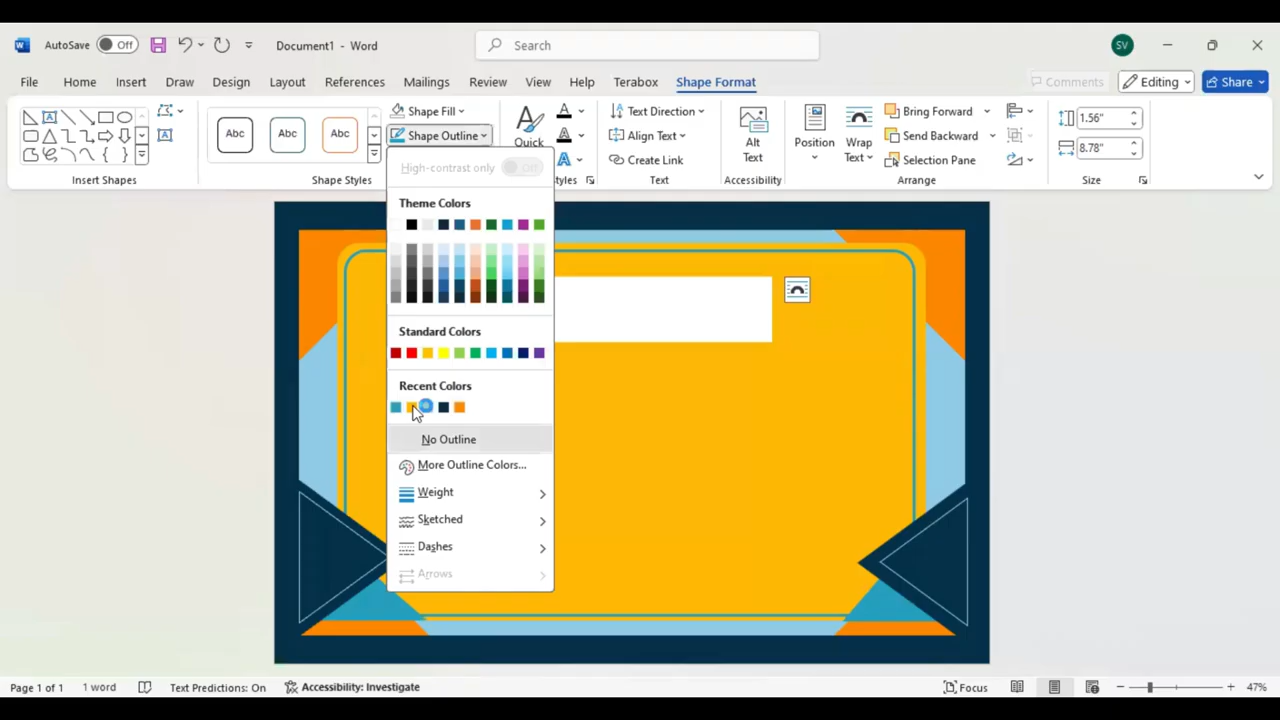 AutoSave Off Document1 - Word Search SV
File Home Insert Draw Design Layout References Mailings Review View Help Terabox Shape Format Comments Editing Share
Abc Abc Abc Shape Fill Text Direction Bring Forward 1.56"
Shape Outline Quick Align Text Alt Text Position Wrap Text Send Backward 8.78"
Create Link Selection Pane
Insert Shapes Shape Styles Text Accessibility Arrange Size
High-contrast only Off
Theme Colors
Standard Colors
Recent Colors
No Outline
More Outline Colors...
Weight
Sketched
Dashes
Arrows
Page 1 of 1 1 word Text Predictions: On Accessibility: Investigate Focus 47%